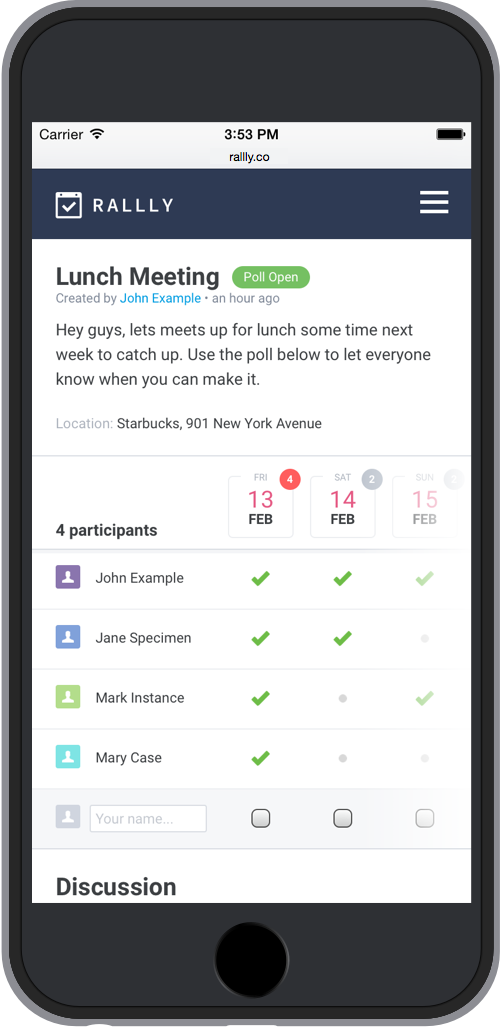 Carrier 3:53 PM
rallly.co
RALLLY
Lunch Meeting Poll Open
Created by John Example • an hour ago
Hey guys, lets meets up for lunch some time next
week to catch up. Use the poll below to let everyone
know when you can make it.
Location: Starbucks, 901 New York Avenue
FRI 4 SAT 2 SUN 2
13 14 15
4 participants FEB FEB FEB
John Example
Jane Specimen
Mark Instance
Mary Case
Your name...
Discussion